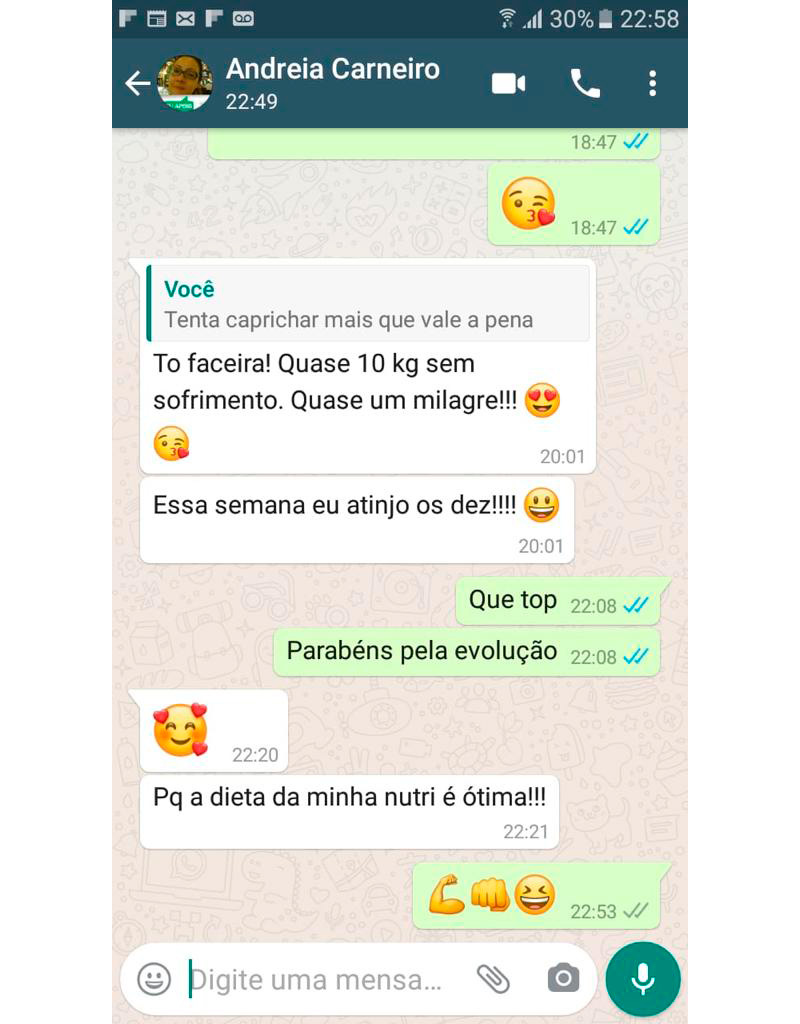 30% 22:58
Andreia Carneiro
22:49
18:47
😘 18:47
Você
Tenta caprichar mais que vale a pena
To faceira! Quase 10 kg sem
sofrimento. Quase um milagre!!! 😍
😘
20:01
Essa semana eu atinjo os dez!!!! 😃
20:01
Que top 22:08
Parabéns pela evolução 22:08
🥰 22:20
Pq a dieta da minha nutri é ótima!!!
22:21
💪👊😆 22:53
Digite uma mensa...